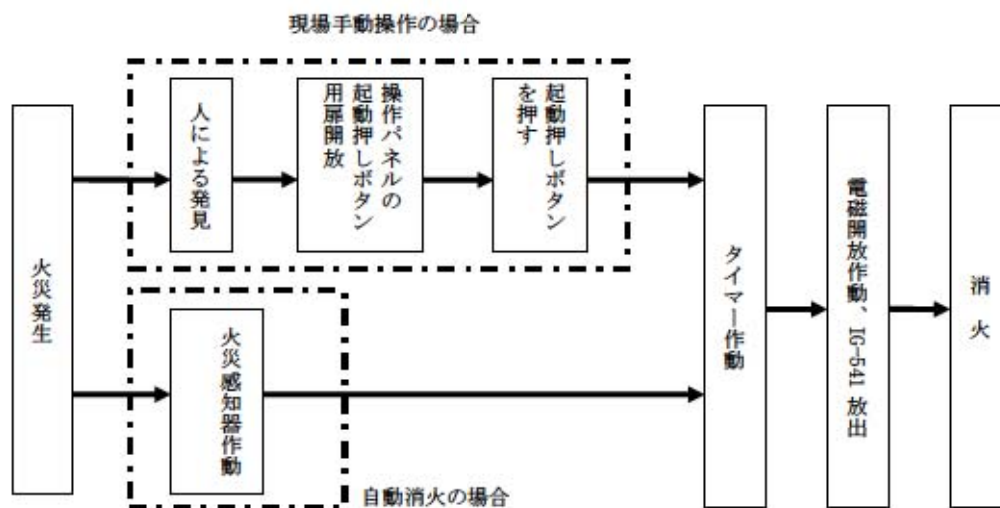 現場手動操作の場合
火災発生
人による発見
操作パネルの
起動押しボタン
用扉開放
起動押しボタン
を押す
火災感知器作動
自動消火の場合
タイマー作動
電磁開放作動、IG-541 放出
消 火